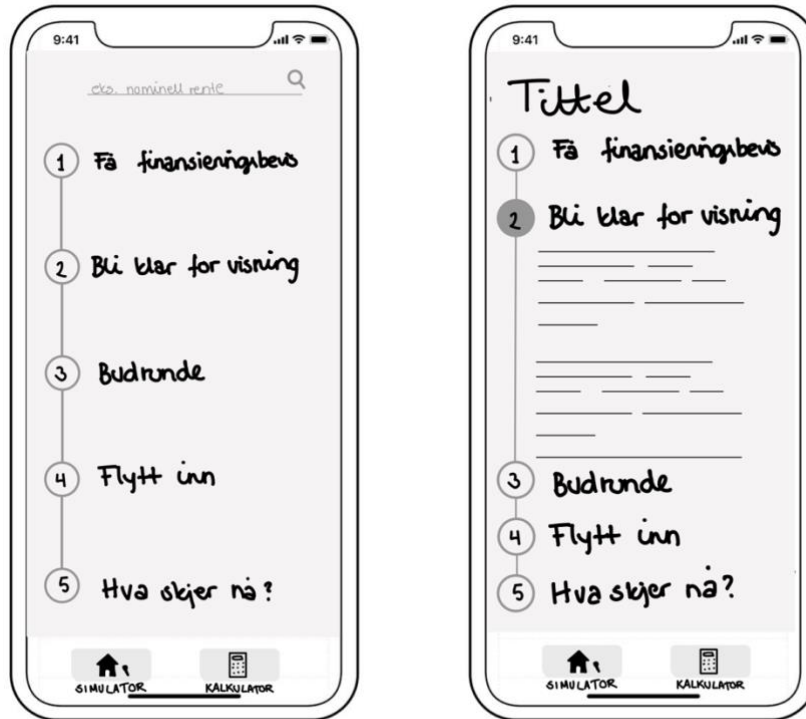 9:41
eks. nominell rente
1 Få finansieringsbevis
2 Bli klar for visning
3 Budrunde
4 Flytt inn
5 Hva skjer nå?
SIMULATOR KALKULATOR
9:41
Tittel
1 Få finansieringsbevis
2 Bli klar for visning
3 Budrunde
4 Flytt inn
5 Hva skjer nå?
SIMULATOR KALKULATOR